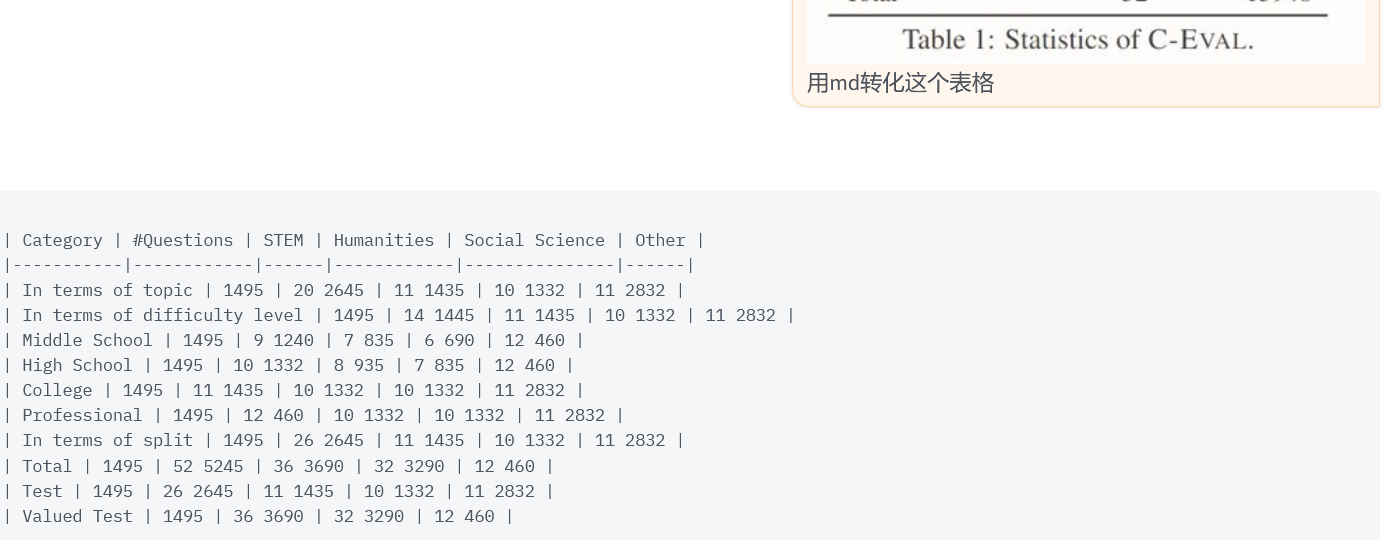 Table 1: Statistics of C-EVAL.
用md转化这个表格
| Category | #Questions | STEM | Humanities | Social Science | Other |
|-----------|------------|------|------------|---------------|------|
| In terms of topic | 1495 | 20 2645 | 11 1435 | 10 1332 | 11 2832 |
| In terms of difficulty level | 1495 | 14 1445 | 11 1435 | 10 1332 | 11 2832 |
| Middle School | 1495 | 9 1240 | 7 835 | 6 690 | 12 460 |
| High School | 1495 | 10 1332 | 8 935 | 7 835 | 12 460 |
| College | 1495 | 11 1435 | 10 1332 | 10 1332 | 11 2832 |
| Professional | 1495 | 12 460 | 10 1332 | 10 1332 | 11 2832 |
| In terms of split | 1495 | 26 2645 | 11 1435 | 10 1332 | 11 2832 |
| Total | 1495 | 52 5245 | 36 3690 | 32 3290 | 12 460 |
| Test | 1495 | 26 2645 | 11 1435 | 10 1332 | 11 2832 |
| Valued Test | 1495 | 36 3690 | 32 3290 | 12 460 |